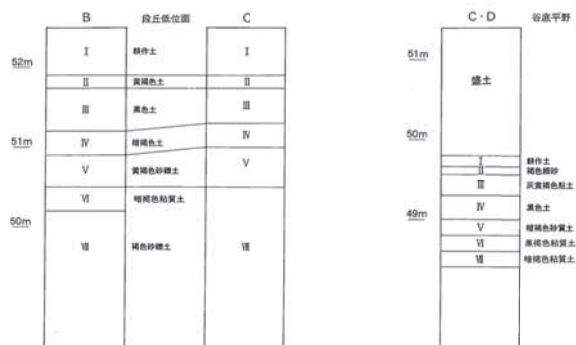 B 段丘低位面 C
C・D 谷底平野
52m
51m
50m
Ⅰ 耕作土 Ⅰ
Ⅱ 黄褐色土 Ⅱ
Ⅲ 黒色土 Ⅲ
Ⅳ 暗褐色土 Ⅳ
Ⅴ 黄褐色砂礫土 Ⅴ
Ⅵ 暗褐色粘質土
Ⅶ 褐色砂礫土 Ⅶ
51m
50m
49m
盛土
Ⅰ 耕作土
Ⅱ 褐色細砂
Ⅲ 灰黄褐色粘土
Ⅳ 黒色土
Ⅴ 暗褐色砂質土
Ⅵ 黒褐色粘質土
Ⅶ 暗褐色粘質土